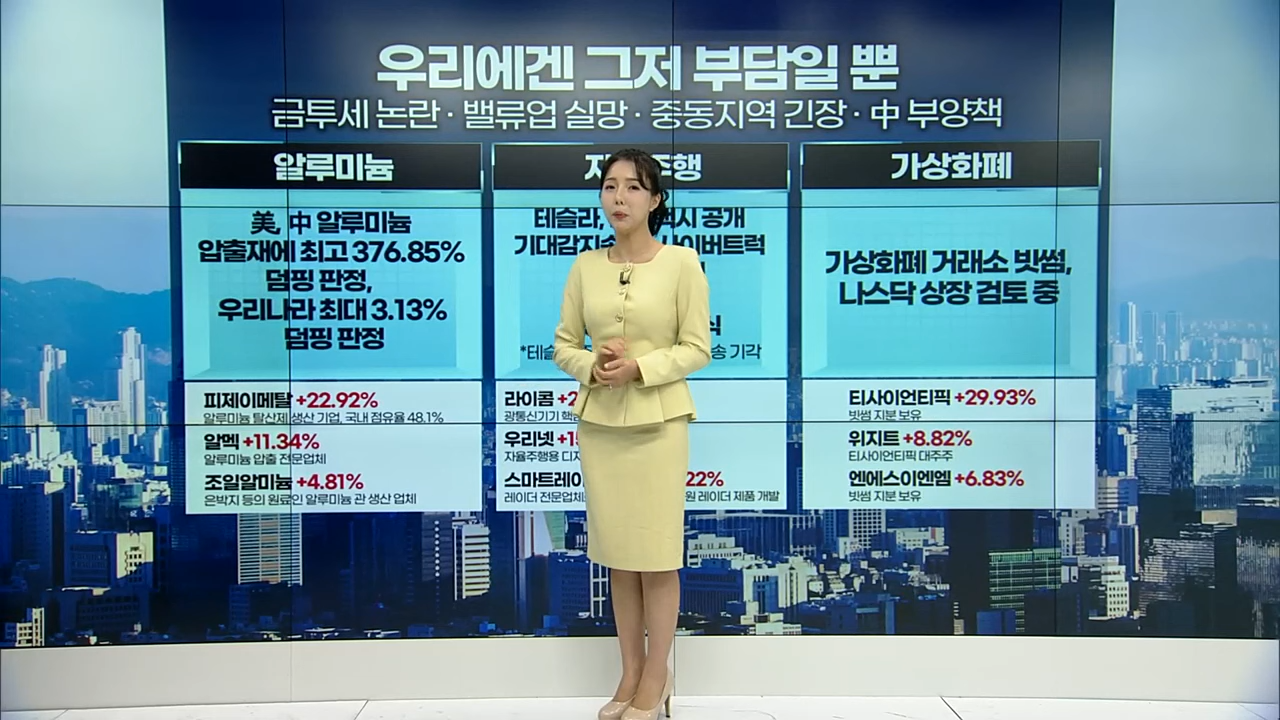 우리에겐 그저 부담일 뿐
금투세 논란 · 밸류업 실망 · 중동지역 긴장 · 中 부양책
알루미늄
美, 中 알루미늄
압출재에 최고 376.85%
덤핑 판정,
우리나라 최대 3.13%
덤핑 판정
피제이메탈 +22.92%
알루미늄 탈산제 생산 기업, 국내 점유율 48.1%
알멕 +11.34%
알루미늄 압출 전문업체
조일알미늄 +4.81%
은박지 등의 원료인 알루미늄 관 생산 업체
테슬라, 공개
라이콤
광통신기기
우리넷
자율주행용
레이더 전문업체 레이더 제품 개발
가상화폐
가상화폐 거래소 빗썸,
나스닥 상장 검토 중
티사이언티픽 +29.93%
빗썸 지분 보유
위지트 +8.82%
티사이언티픽 대주주
엔에스이엔엠 +6.83%
빗썸 지분 보유